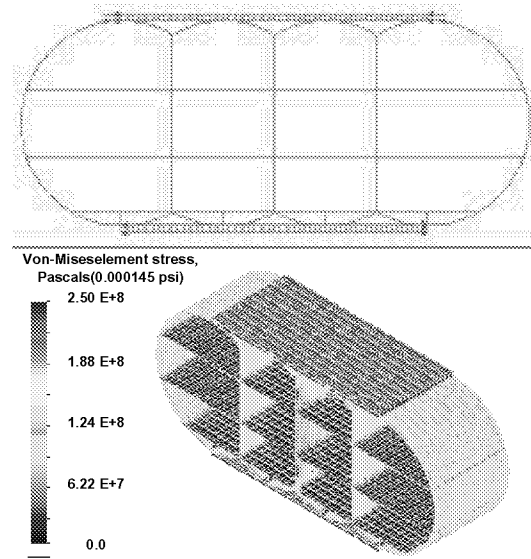 Von-Miseselement stress,
Pascals(0.000145 psi)
2.50 E+8
1.88 E+8
1.24 E+8
6.22 E+7
0.0